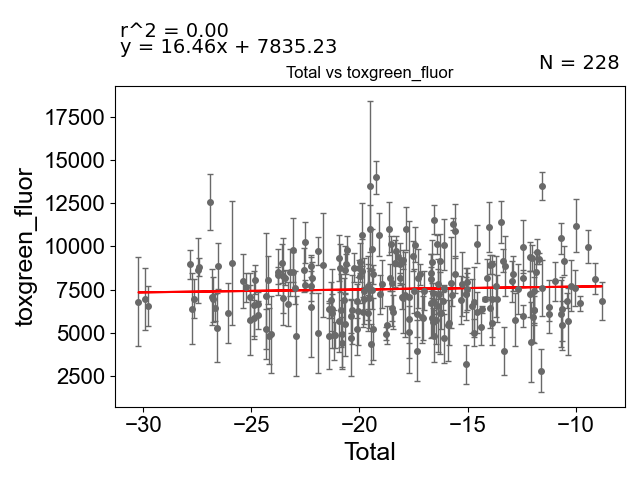 r^2 = 0.00
y = 16.46x + 7835.23
N = 228
Total vs toxgreen_fluor
17500
15000
12500
10000
7500
5000
2500
toxgreen_fluor
−30
−25
−20
−15
−10
Total